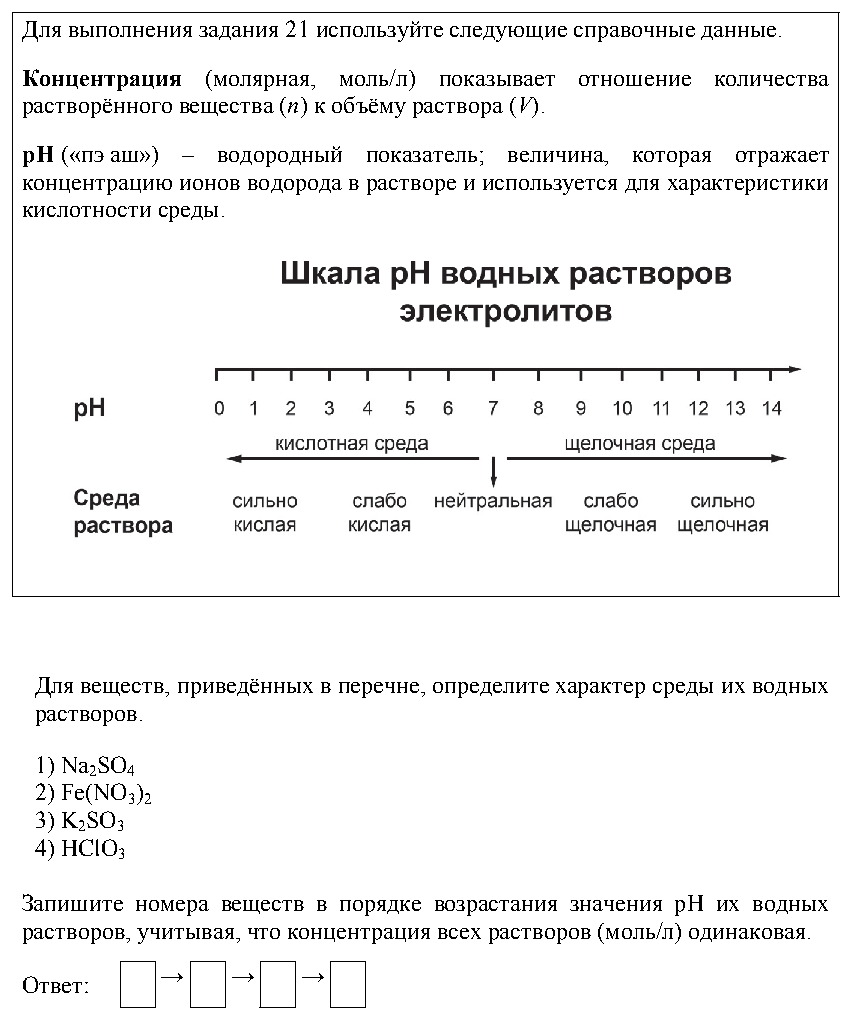 Для выполнения задания 21 используйте следующие справочные данные.
Концентрация (молярная, моль/л) показывает отношение количества
растворённого вещества (n) к объёму раствора (V).
pH («пэ аш») – водородный показатель; величина, которая отражает
концентрацию ионов водорода в растворе и используется для характеристики
кислотности среды.
Шкала pH водных растворов
электролитов
pH 0 1 2 3 4 5 6 7 8 9 10 11 12 13 14
кислотная среда щелочная среда
Среда сильно слабо нейтральная слабо сильно
раствора кислая кислая щелочная щелочная
Для веществ, приведённых в перечне, определите характер среды их водных
растворов.
1) Na₂SO₄
2) Fe(NO₃)₂
3) K₂SO₃
4) HClO₃
Запишите номера веществ в порядке возрастания значения pH их водных
растворов, учитывая, что концентрация всех растворов (моль/л) одинаковая.
Ответ: → → →